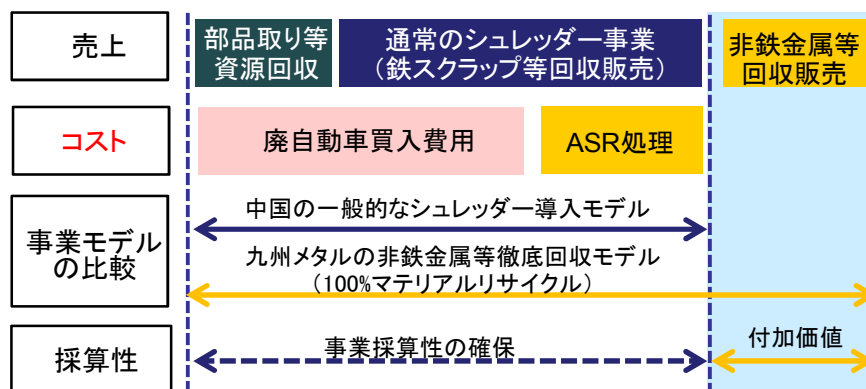 売上
部品取り等
資源回収
通常のシュレッダー事業
（鉄スクラップ等回収販売）
非鉄金属等
回収販売
コスト
廃自動車買入費用
ASR処理
事業モデル
の比較
中国の一般的なシュレッダー導入モデル
九州メタルの非鉄金属等徹底回収モデル
（100%マテリアルリサイクル）
採算性
事業採算性の確保
付加価値